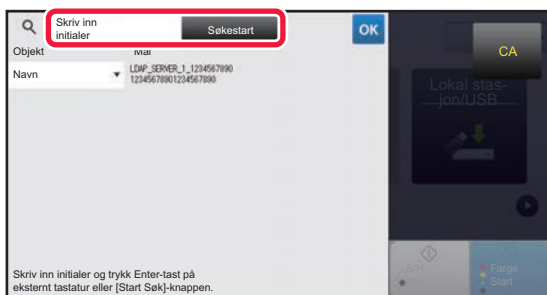 Skriv inn
initialer
Søkestart
OK
CA
Objekt
Mål
Navn
LDAP_SERVER_1_1234567890
12345678901234567890
Lokal stas-
jon/USB
Skriv inn initialer og trykk Enter-tast på
eksternt tastatur eller [Start Søk]-knappen.
Farge
Start